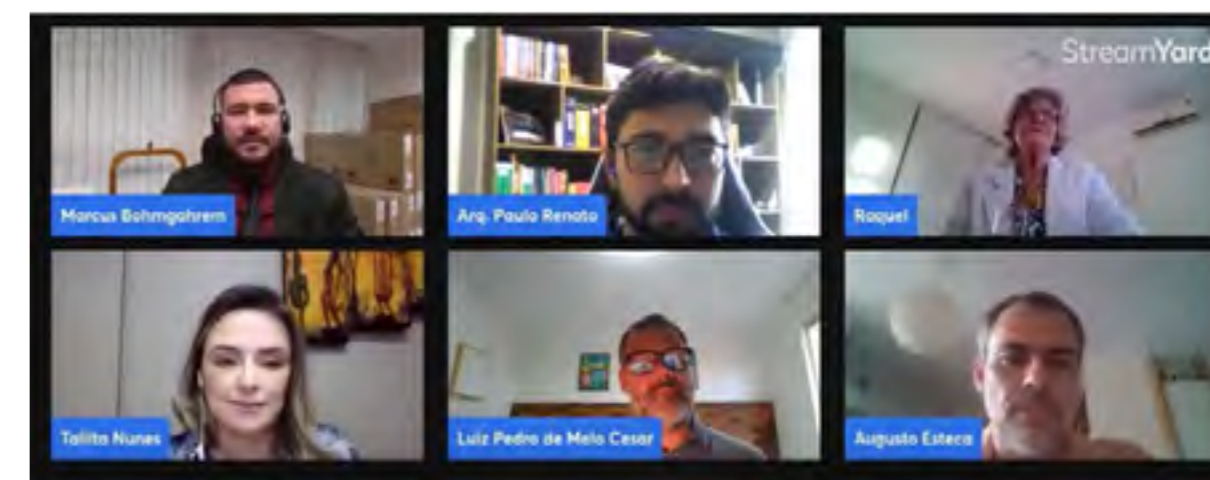 StreamYard
Marcus Bohmgahrem
Arq. Paulo Renato
Raquel
Talita Nunes
Luiz Pedro de Melo Cesar
Augusto Esteca